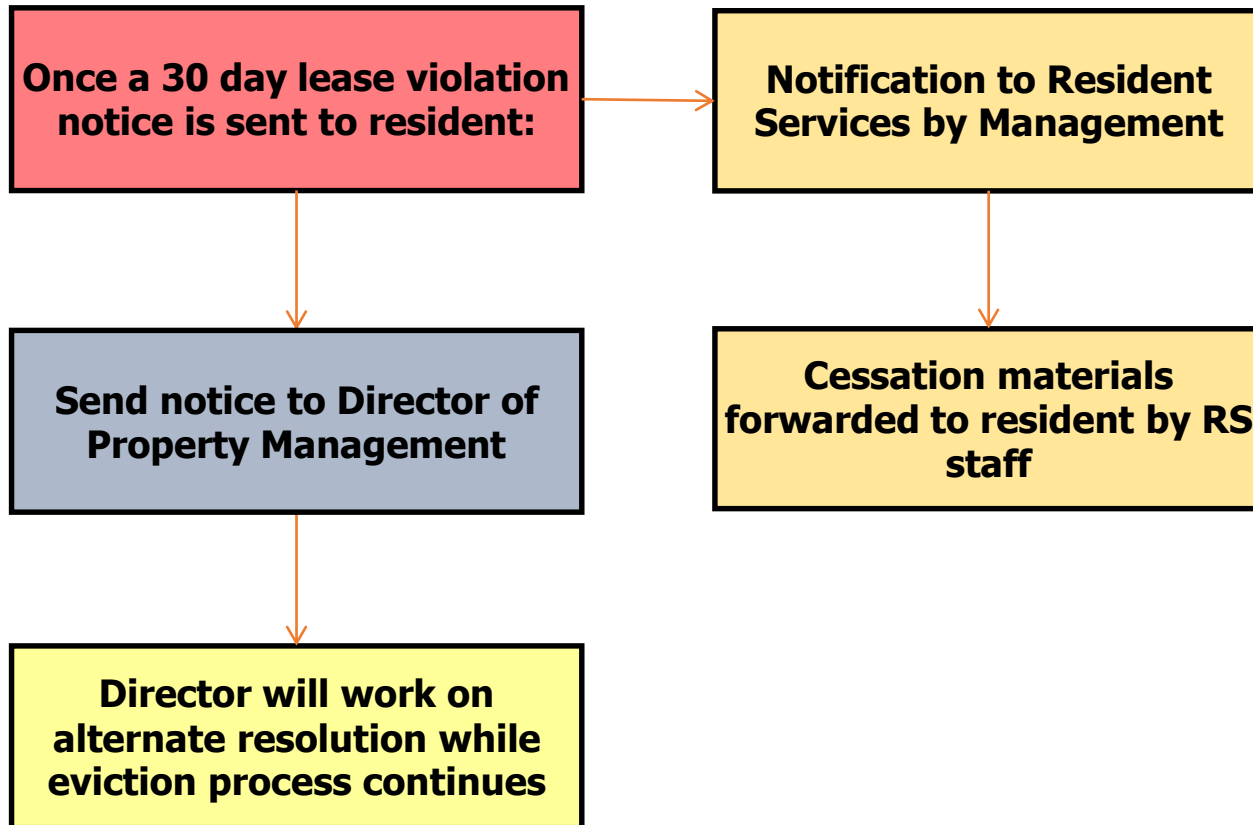 Once a 30 day lease violation
notice is sent to resident:
Notification to Resident
Services by Management
Send notice to Director of
Property Management
Cessation materials
forwarded to resident by RS
staff
Director will work on
alternate resolution while
eviction process continues